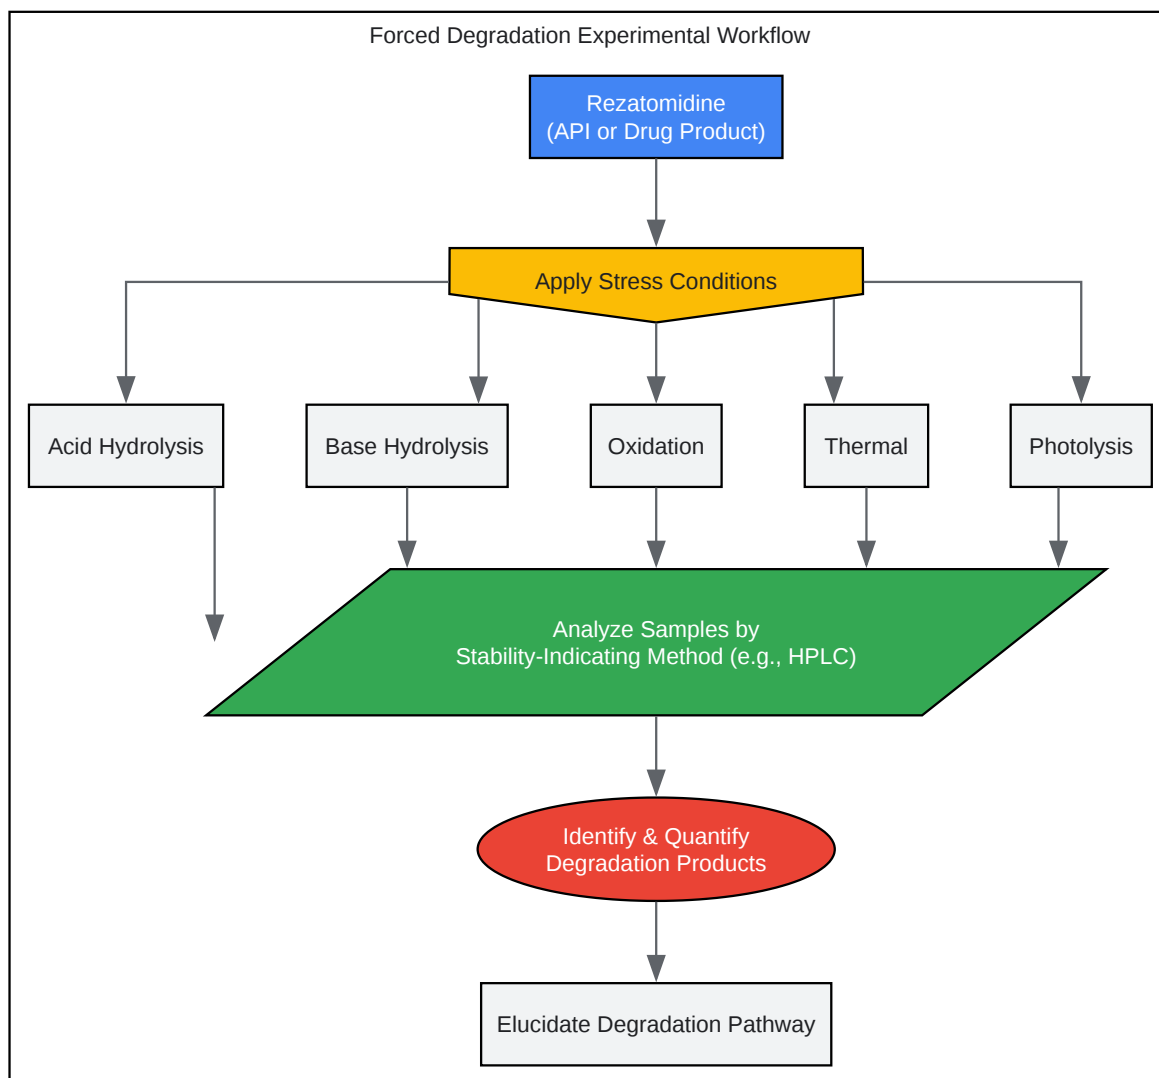 Forced Degradation Experimental Workflow
Rezatomidine
(API or Drug Product)
Apply Stress Conditions
Acid Hydrolysis
Base Hydrolysis
Oxidation
Thermal
Photolysis
Analyze Samples by
Stability-Indicating Method (e.g., HPLC)
Identify & Quantify
Degradation Products
Elucidate Degradation Pathway